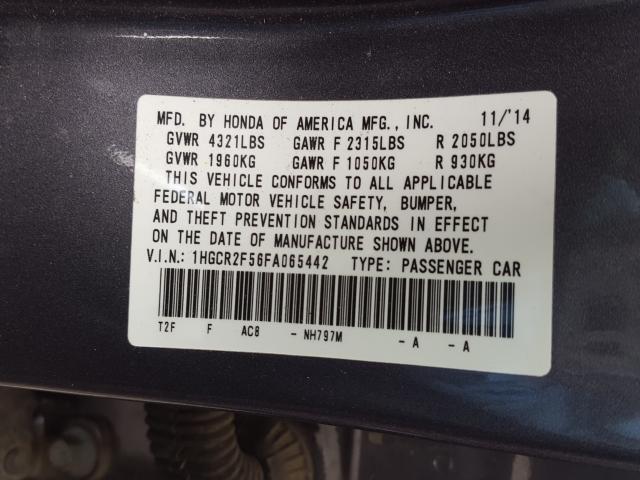 MFD. BY HONDA OF AMERICA MFG., INC. 11/'14
GVWR 4321LBS GAWR F 2315LBS R 2050LBS
GVWR 1960KG GAWR F 1050KG R 930KG
THIS VEHICLE CONFORMS TO ALL APPLICABLE
FEDERAL MOTOR VEHICLE SAFETY, BUMPER,
AND THEFT PREVENTION STANDARDS IN EFFECT
ON THE DATE OF MANUFACTURE SHOWN ABOVE.
V.I.N.: 1HGCR2F56FA065442 TYPE: PASSENGER CAR
T2F F AC8 - NH797M - A - A